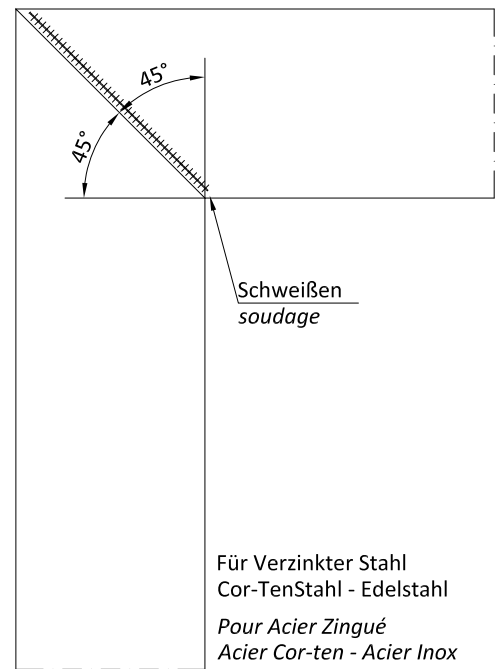 45°
45°
Schweißen
soudage
Für Verzinkter Stahl
Cor-TenStahl - Edelstahl
Pour Acier Zingué
Acier Cor-ten - Acier Inox